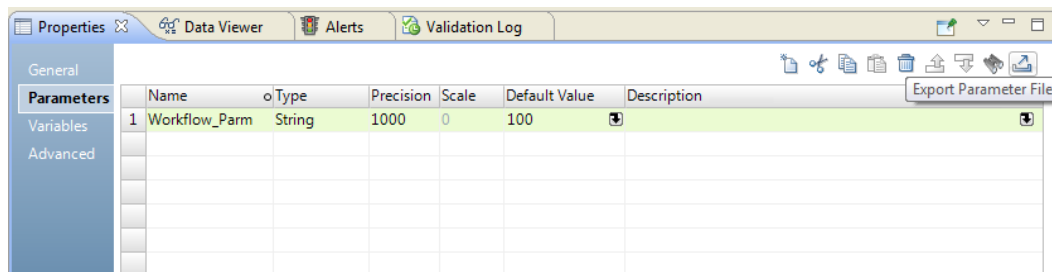 Properties Data Viewer Alerts Validation Log
General
Export Parameter File
Parameters Name Type Precision Scale Default Value Description
1 Workflow_Parm String 1000 0 100
Variables
Advanced